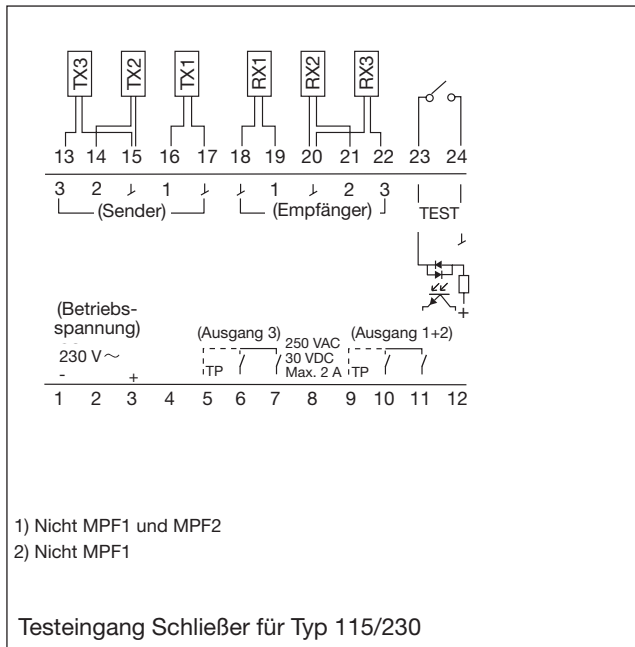 TX3 TX2 TX1 RX1 RX2 RX3
13 14 15 16 17 18 19 20 21 22 23 24
3 2 1 1 2 3
(Sender) (Empfänger) TEST
+
(Betriebs-
spannung)
230 V~
- +
(Ausgang 3)
TP
250 VAC
30 VDC
Max. 2 A
(Ausgang 1+2)
TP
1 2 3 4 5 6 7 8 9 10 11 12
1) Nicht MPF1 und MPF2
2) Nicht MPF1
Testeingang Schließer für Typ 115/230